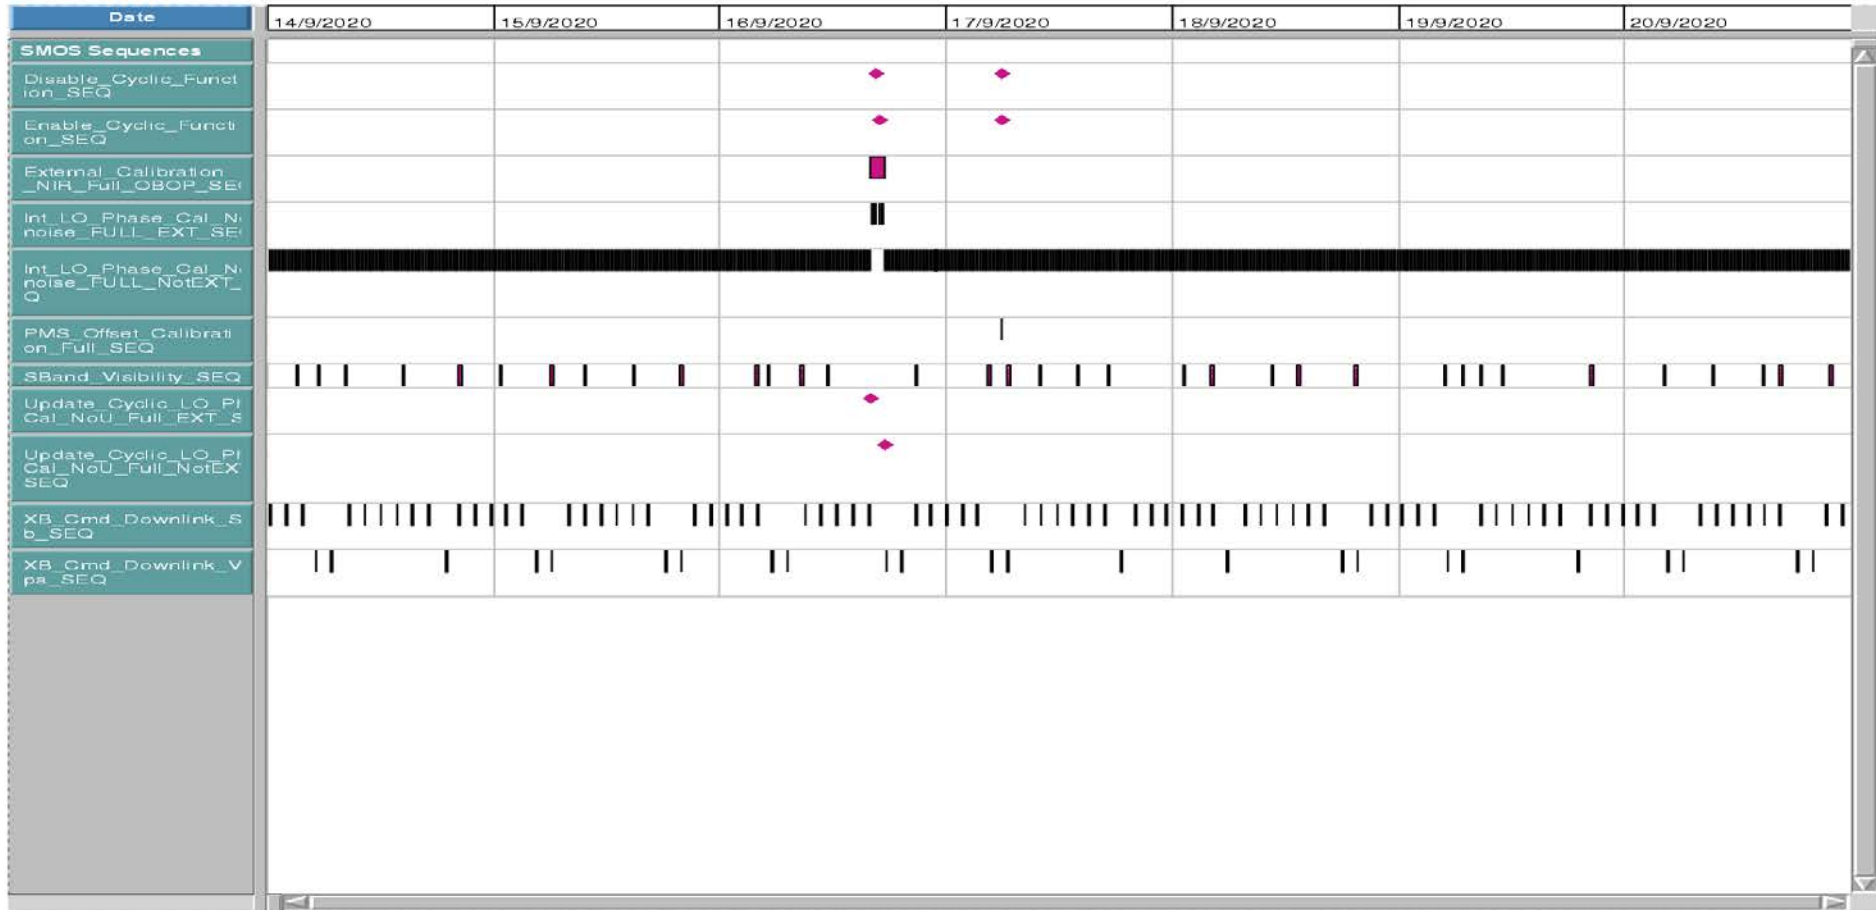 Date
14/9/2020 15/9/2020 16/9/2020 17/9/2020 18/9/2020 19/9/2020 20/9/2020
SMOS Sequences
Disable_Cyclic_Funct
ion_SEQ
Enable_Cyclic_Functi
on_SEQ
External_Calibration
_NIR_Full_OBOP_SE
Int_LO_Phase_Cal_N
noise_FULL_EXT_SE
Int_LO_Phase_Cal_N
noise_FULL_NotEXT_
Q
PMS_Offset_Calibrati
on_Full_SEQ
SBand_Visibility_SEQ
Update_Cyclic_LO_P
Cal_NoU_Full_EXT_S
Update_Cyclic_LO_P
Cal_NoU_Full_NotEX
SEQ
XB_Cmd_Downlink_S
b_SEQ
XB_Cmd_Downlink_V
pa_SEQ